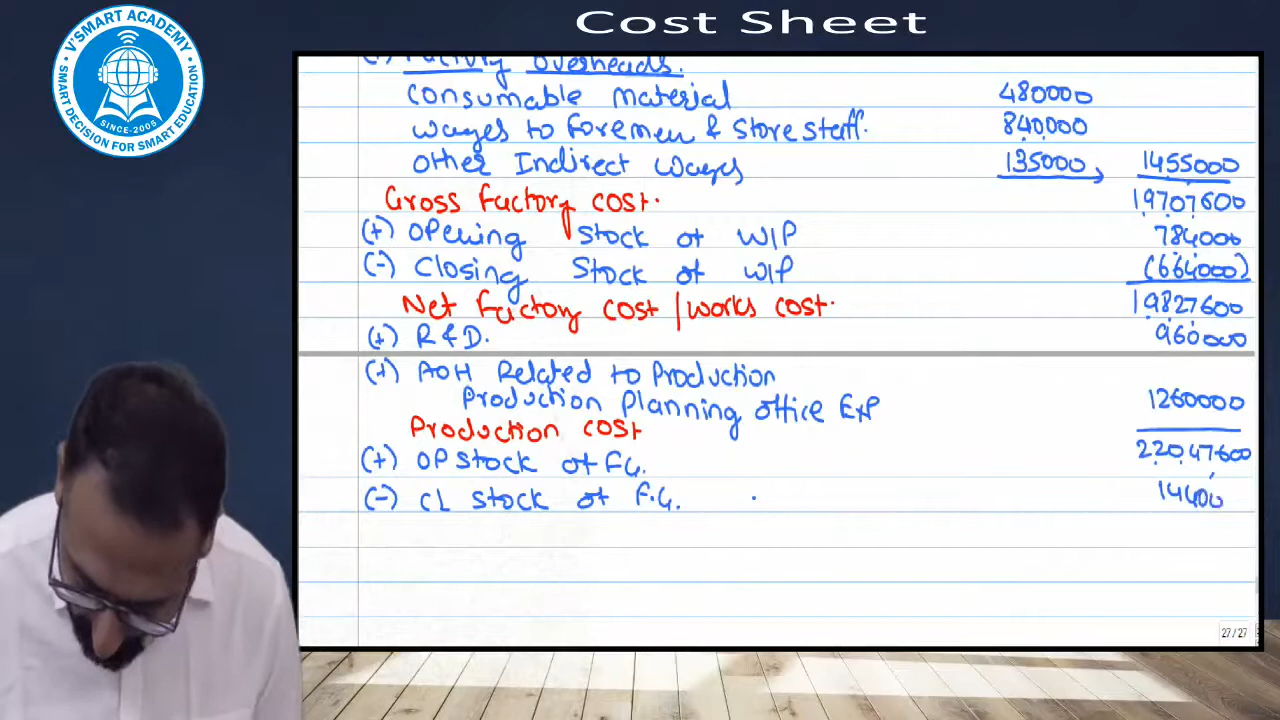 Cost Sheet
V'SMART ACADEMY
SINCE-2005
SMART DECISION FOR SMART EDUCATION
Factory Overheads.
Consumable Material 480000
Wages to Foremen & Store staff. 840000
Other Indirect Wages 135000 1455000
Gross Factory Cost. 19707600
(+) Opening Stock of WIP 784000
(-) Closing Stock of WIP (664000)
Net Factory Cost / Works Cost. 19827600
(+) R&D. 960000
(+) AOH Related to Production
Production Planning Office Exp 1260000
Production Cost 22047600
(+) OP Stock of F.G.
(-) CL Stock of F.G. 14400
27/27